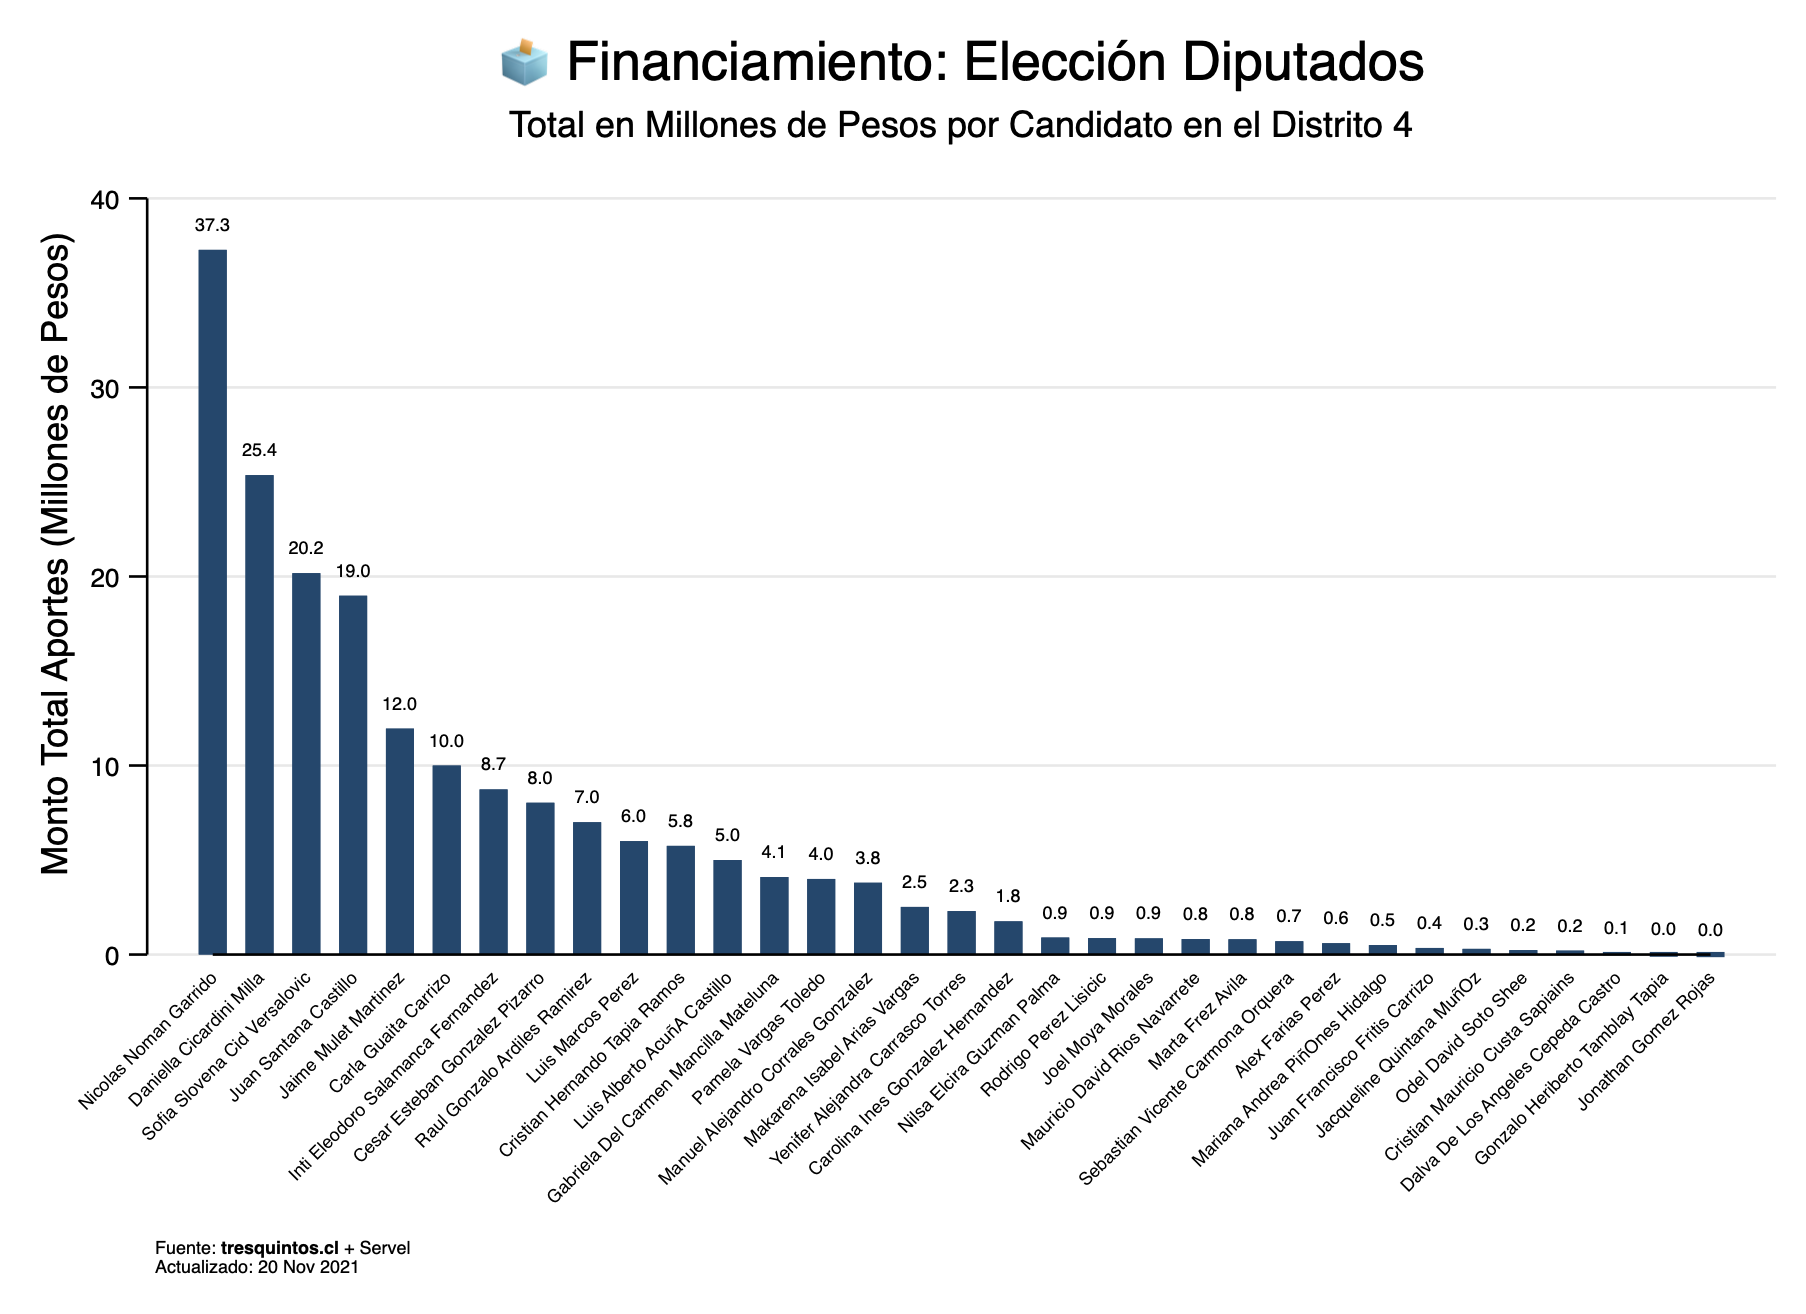 Financiamiento: Elección Diputados
Total en Millones de Pesos por Candidato en el Distrito 4
Monto Total Aportes (Millones de Pesos)
40
30
20
10
0
37.3
25.4
20.2
19.0
12.0
10.0
8.7
8.0
7.0
6.0
5.8
5.0
4.1
4.0
3.8
2.5
2.3
1.8
0.9
0.9
0.9
0.8
0.8
0.7
0.6
0.5
0.4
0.3
0.2
0.2
0.1
0.0
0.0
Nicolas Noman Garrido
Daniella Cicardini Milla
Sofia Slovena Cid Versalovic
Juan Santana Castillo
Jaime Mulet Martinez
Carla Guaita Carrizo
Inti Eleodoro Salamanca Fernandez
Cesar Esteban Gonzalez Pizarro
Raul Gonzalo Ardiles Ramirez
Luis Marcos Perez
Cristian Hernando Tapia Ramos
Luis Alberto AcuñA Castillo
Gabriela Del Carmen Mancilla Mateluna
Pamela Vargas Toledo
Manuel Alejandro Corrales Gonzalez
Makarena Isabel Arias Vargas
Yenifer Alejandra Carrasco Torres
Carolina Ines Gonzalez Hernandez
Nilsa Elcira Guzman Palma
Rodrigo Perez Lisicic
Joel Moya Morales
Mauricio David Rios Navarrete
Marta Frez Avila
Sebastian Vicente Carmona Orquera
Alex Farias Perez
Mariana Andrea PiñOnes Hidalgo
Juan Francisco Fritis Carrizo
Jacqueline Quintana MuñOz
Odel David Soto Shee
Cristian Mauricio Custa Sapiains
Dalva De Los Angeles Cepeda Castro
Gonzalo Heriberto Tamblay Tapia
Jonathan Gomez Rojas
Fuente: tresquintos.cl + Servel
Actualizado: 20 Nov 2021